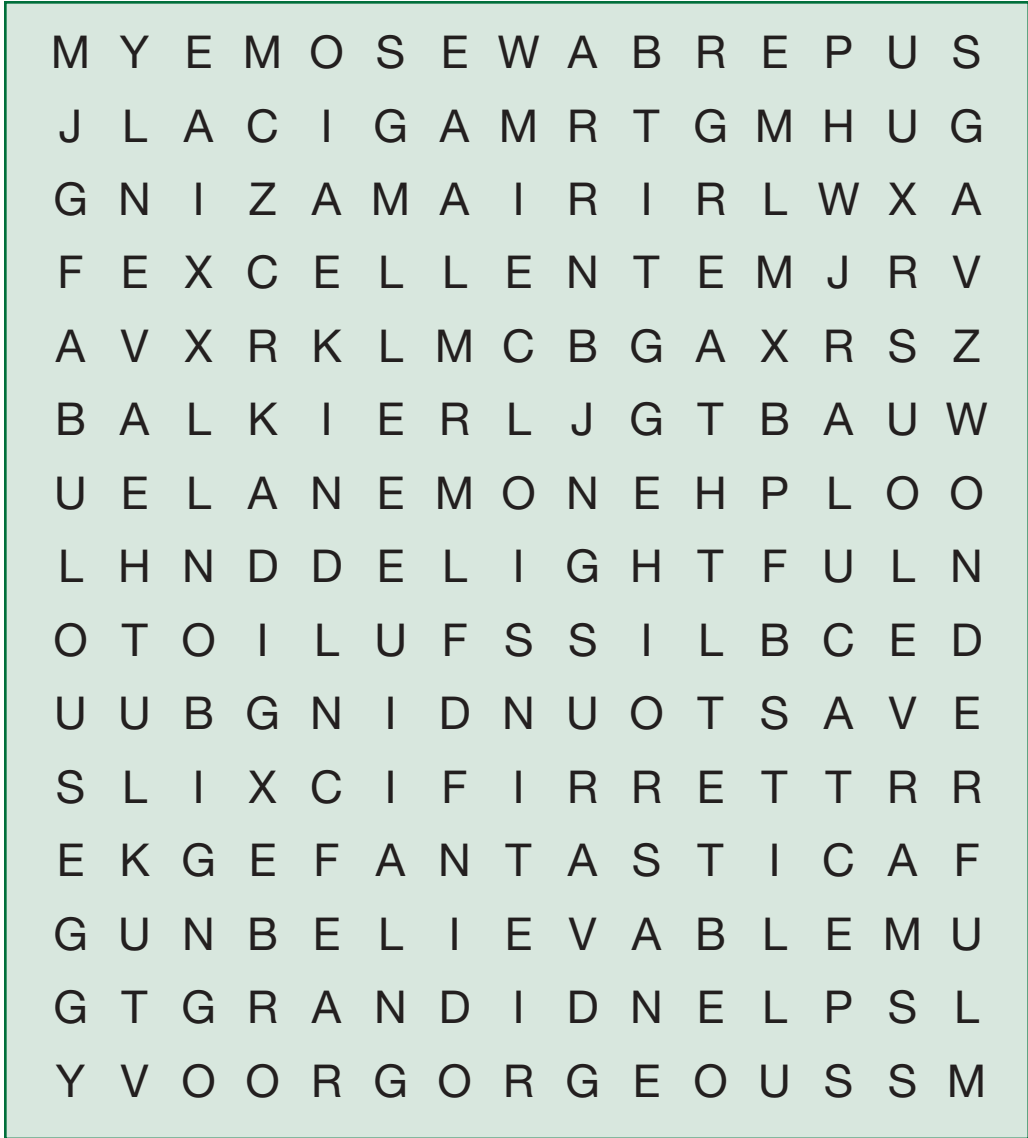 M Y E M O S E W A B R E P U S
J L A C I G A M R T G M H U G
G N I Z A M A I R I R L W X A
F E X C E L L E N T E M J R V
A V X R K L M C B G A X R S Z
B A L K I E R L J G T B A U W
U E L A N E M O N E H P L O O
L H N D D E L I G H T F U L N
O T O I L U F S S I L B C E D
U U B G N I D N U O T S A V E
S L I X C I F I R R E T T R R
E K G E F A N T A S T I C A F
G U N B E L I E V A B L E M U
G T G R A N D I D N E L P S L
Y V O O R G O R G E O U S S M